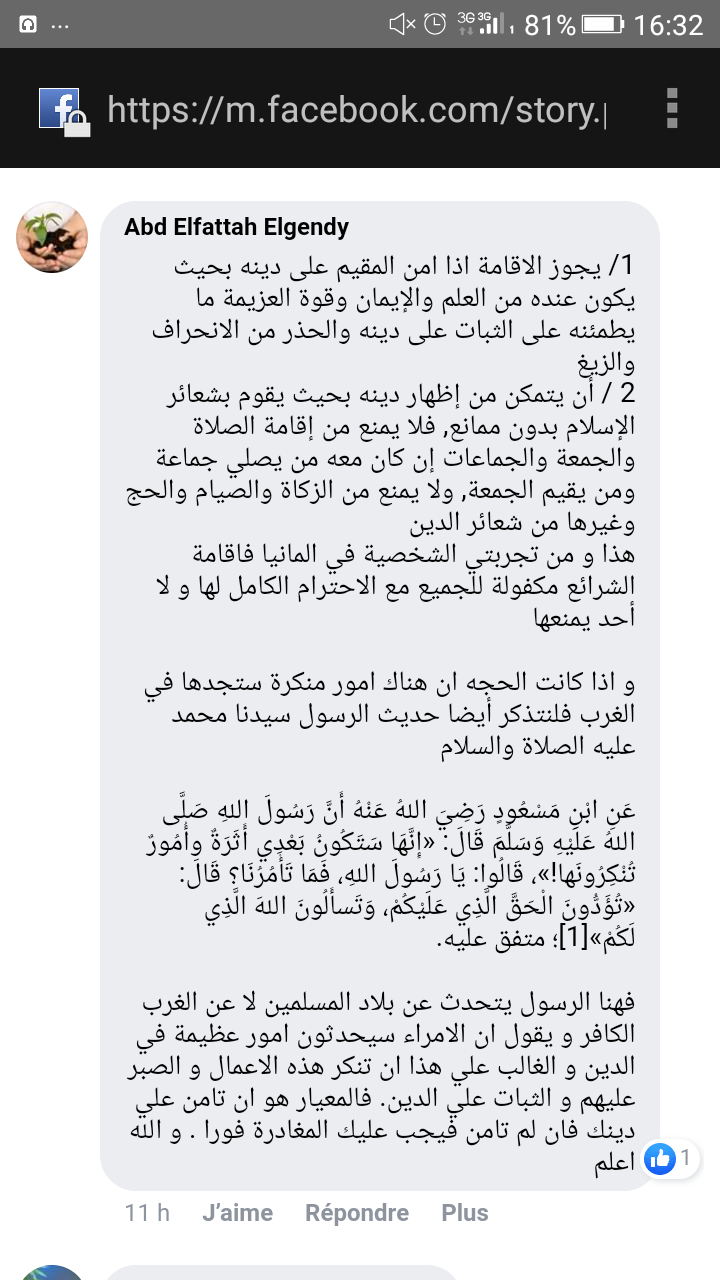 ... 3G 3G 81% 16:32
https://m.facebook.com/story.p
Abd Elfattah Elgendy
1/ يجوز الاقامة اذا امن المقيم على دينه بحيث
يكون عنده من العلم والإيمان وقوة العزيمة ما
يطمئنه على الثبات على دينه والحذر من الانحراف
والزيغ
2 / أن يتمكن من إظهار دينه بحيث يقوم بشعائر
الإسلام بدون ممانع, فلا يمنع من إقامة الصلاة
والجمعة والجماعات إن كان معه من يصلي جماعة
ومن يقيم الجمعة, ولا يمنع من الزكاة والصيام والحج
وغيرها من شعائر الدين
هذا و من تجربتي الشخصية في المانيا فاقامة
الشرائع مكفولة للجميع مع الاحترام الكامل لها و لا
أحد يمنعها
و اذا كانت الحجه ان هناك امور منكرة ستجدها في
الغرب فلنتذكر أيضا حديث الرسول سيدنا محمد
عليه الصلاة والسلام
عَنِ ابْنِ مَسْعُودٍ رَضِيَ اللهُ عَنْهُ أَنَّ رَسُولَ اللهِ صَلَّى
اللهُ عَلَيْهِ وَسَلَّمَ قَالَ: «إِنَّهَا سَتَكُونُ بَعْدِي أَثَرَةٌ وأُمُورٌ
تُنْكِرُونَها!»، قَالُوا: يَا رَسُولَ اللهِ، فَمَا تَأْمُرُنَا؟ قَالَ:
«تُؤَدُّونَ الْحَقَّ الَّذِي عَلَيْكُمْ، وَتَسأَلُونَ اللهَ الَّذِي
لَكُمْ»[1]؛ متفق عليه.
فهنا الرسول يتحدث عن بلاد المسلمين لا عن الغرب
الكافر و يقول ان الامراء سيحدثون امور عظيمة في
الدين و الغالب علي هذا ان تنكر هذه الاعمال و الصبر
عليهم و الثبات علي الدين. فالمعيار هو ان تامن علي
دينك فان لم تامن فيجب عليك المغادرة فورا . و الله
اعلم
1
11 h J’aime Répondre Plus